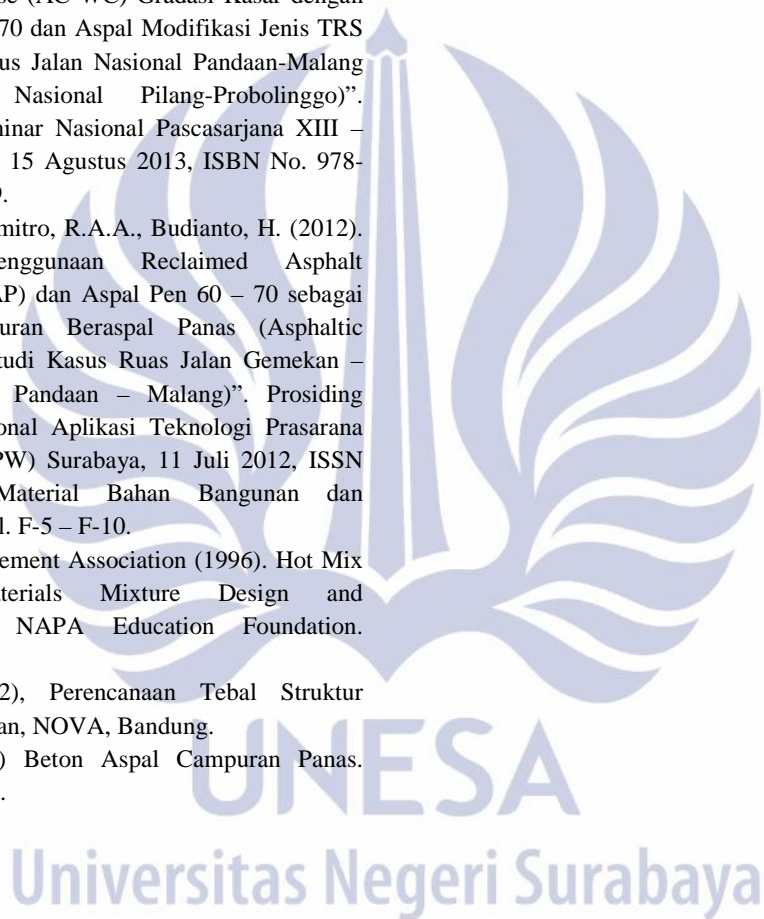 se (AC WC) Gradasi Kasar dengan
70 dan Aspal Modifikasi Jenis TRS
us Jalan Nasional Pandaan-Malang
Nasional Pilang-Probolinggo)”.
minar Nasional Pascasarjana XIII –
15 Agustus 2013, ISBN No. 978-
9.
mitro, R.A.A., Budianto, H. (2012).
enggunaan Reclaimed Asphalt
AP) dan Aspal Pen 60 – 70 sebagai
uran Beraspal Panas (Asphaltic
tudi Kasus Ruas Jalan Gemekan –
Pandaan – Malang)”. Prosiding
onal Aplikasi Teknologi Prasarana
PW) Surabaya, 11 Juli 2012, ISSN
Material Bahan Bangunan dan
l. F-5 – F-10.
ement Association (1996). Hot Mix
terials Mixture Design and
NAPA Education Foundation.
2), Perencanaan Tebal Struktur
an, NOVA, Bandung.
) Beton Aspal Campuran Panas.
.
UNESA
Universitas Negeri Surabaya